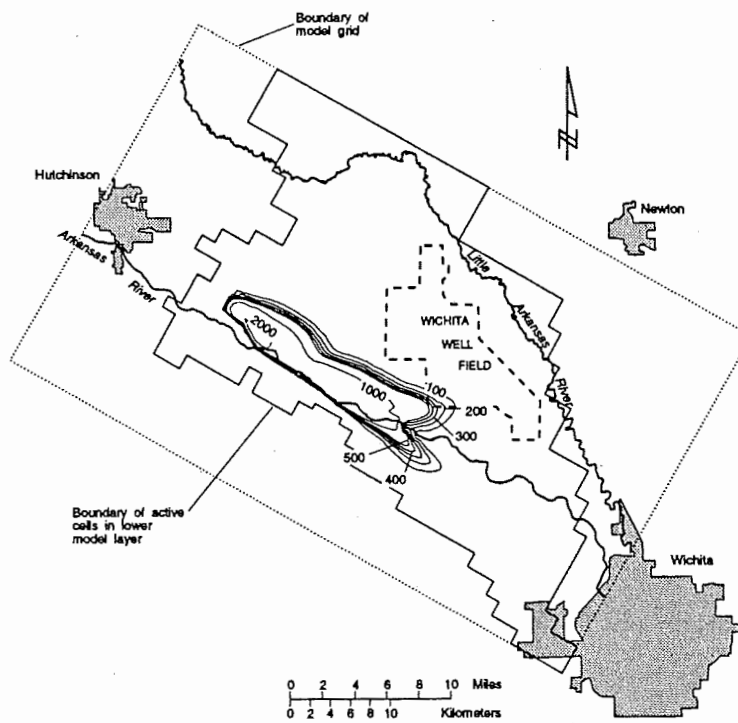 Boundary of
model grid
N
Hutchinson
Newton
Arkansas
River
Little
Arkansas
River
WICHITA
WELL
FIELD
2000
1000
100
200
300
500
400
Boundary of active
cells in lower
model layer
Wichita
0 2 4 6 8 10 Miles
0 2 4 6 8 10 Kilometers